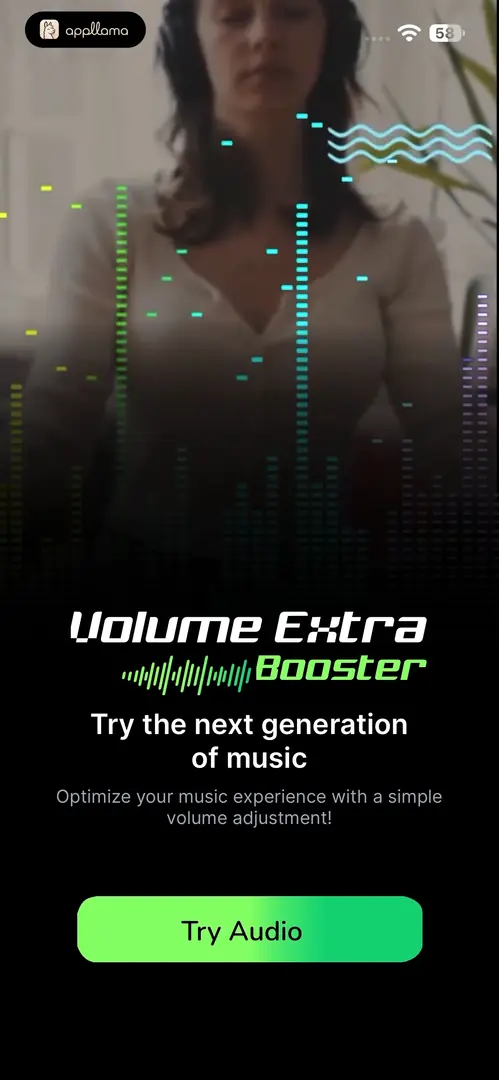 appllama
58
Volume Extra
Booster
Try the next generation
of music
Optimize your music experience with a simple
volume adjustment!
Try Audio